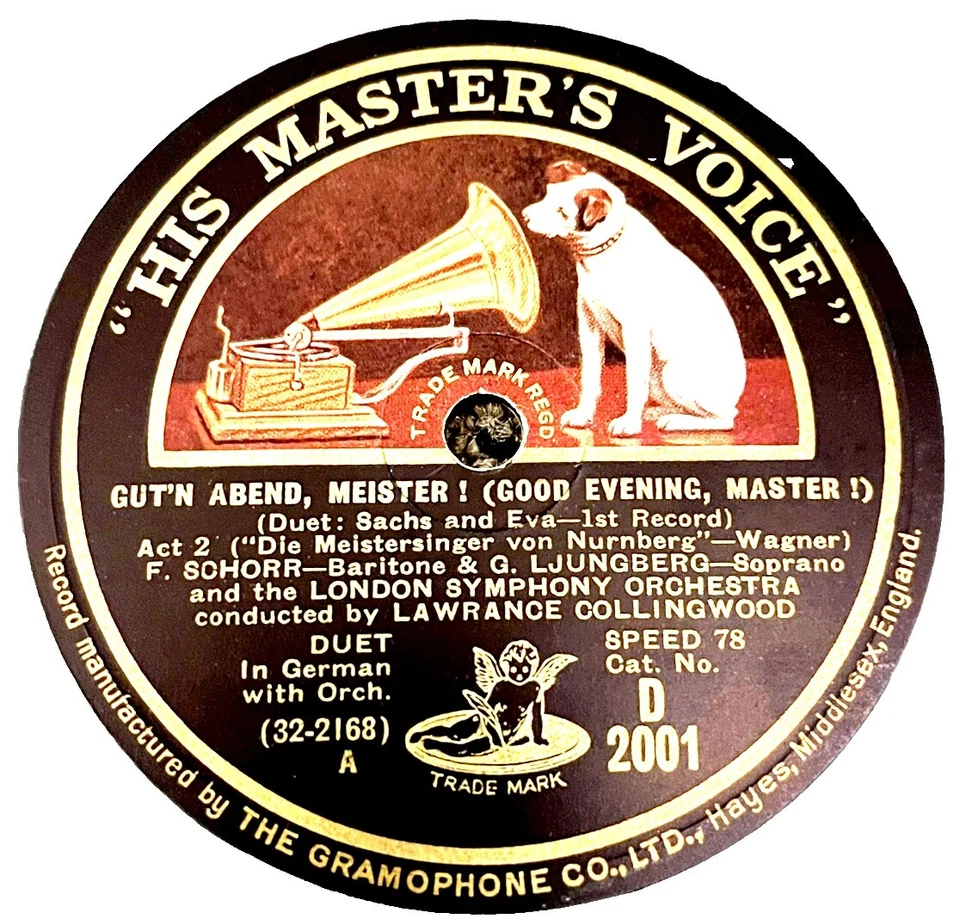 "HIS MASTER'S VOICE"
TRADE MARK REGD
GUT'N ABEND, MEISTER! (GOOD EVENING, MASTER!)
(Duet: Sachs and Eva—1st Record)
Act 2 ("Die Meistersinger von Nurnberg"—Wagner)
F. SCHORR—Baritone & G. LJUNGBERG—Soprano
and the LONDON SYMPHONY ORCHESTRA
conducted by LAWRANCE COLLINGWOOD
DUET
In German
with Orch.
(32-2168)
A
SPEED 78
Cat. No.
D
2001
TRADE MARK
Record manufactured by THE GRAMOPHONE CO., LTD., Hayes, Middlesex, England.